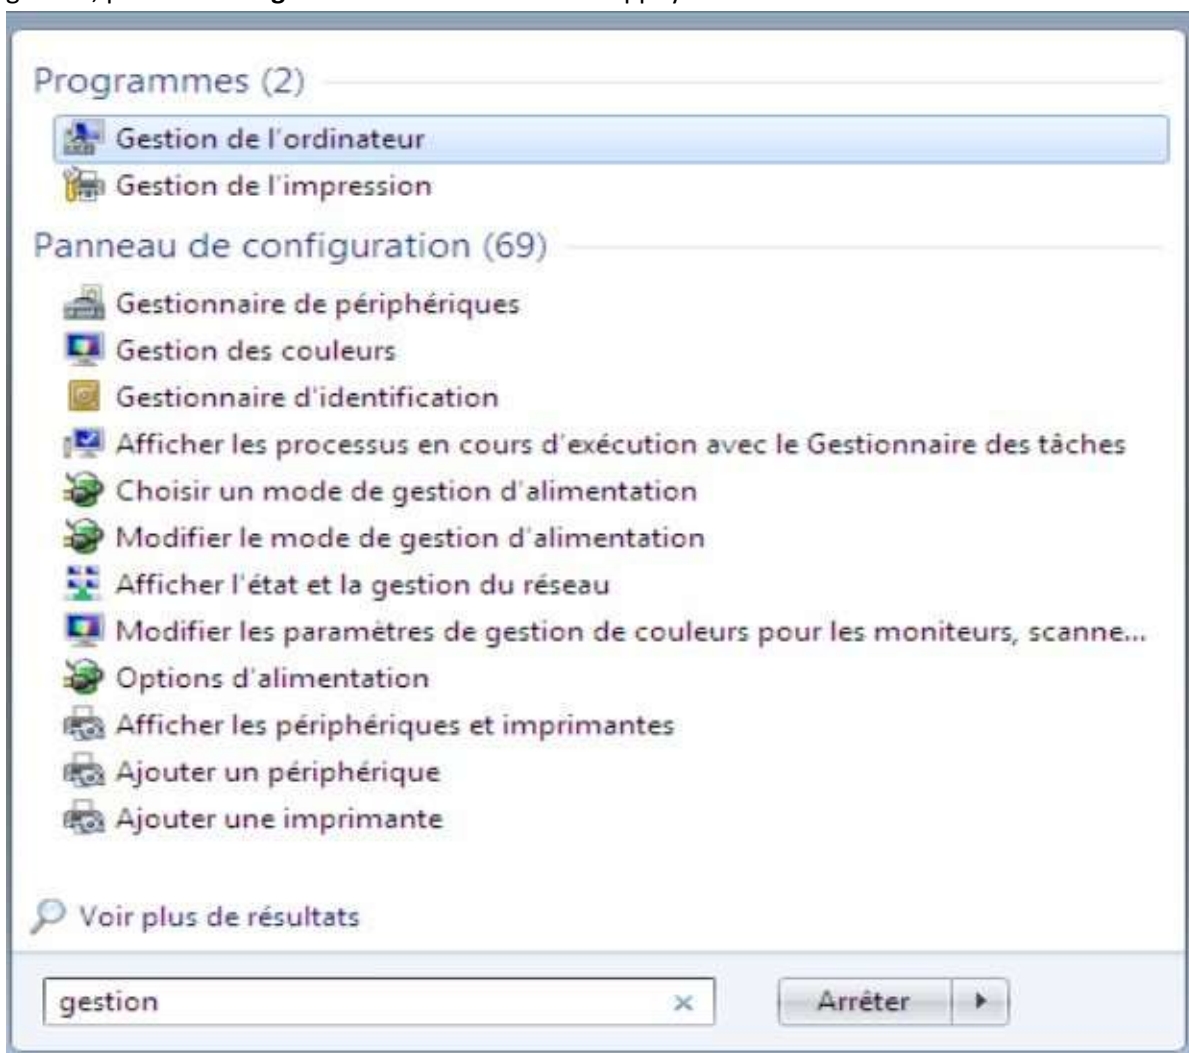 Programmes (2)
Gestion de l'ordinateur
Gestion de l'impression
Panneau de configuration (69)
Gestionnaire de périphériques
Gestion des couleurs
Gestionnaire d'identification
Afficher les processus en cours d'exécution avec le Gestionnaire des tâches
Choisir un mode de gestion d'alimentation
Modifier le mode de gestion d'alimentation
Afficher l'état et la gestion du réseau
Modifier les paramètres de gestion de couleurs pour les moniteurs, scanne...
Options d'alimentation
Afficher les périphériques et imprimantes
Ajouter un périphérique
Ajouter une imprimante
Voir plus de résultats
gestion
Arrêter